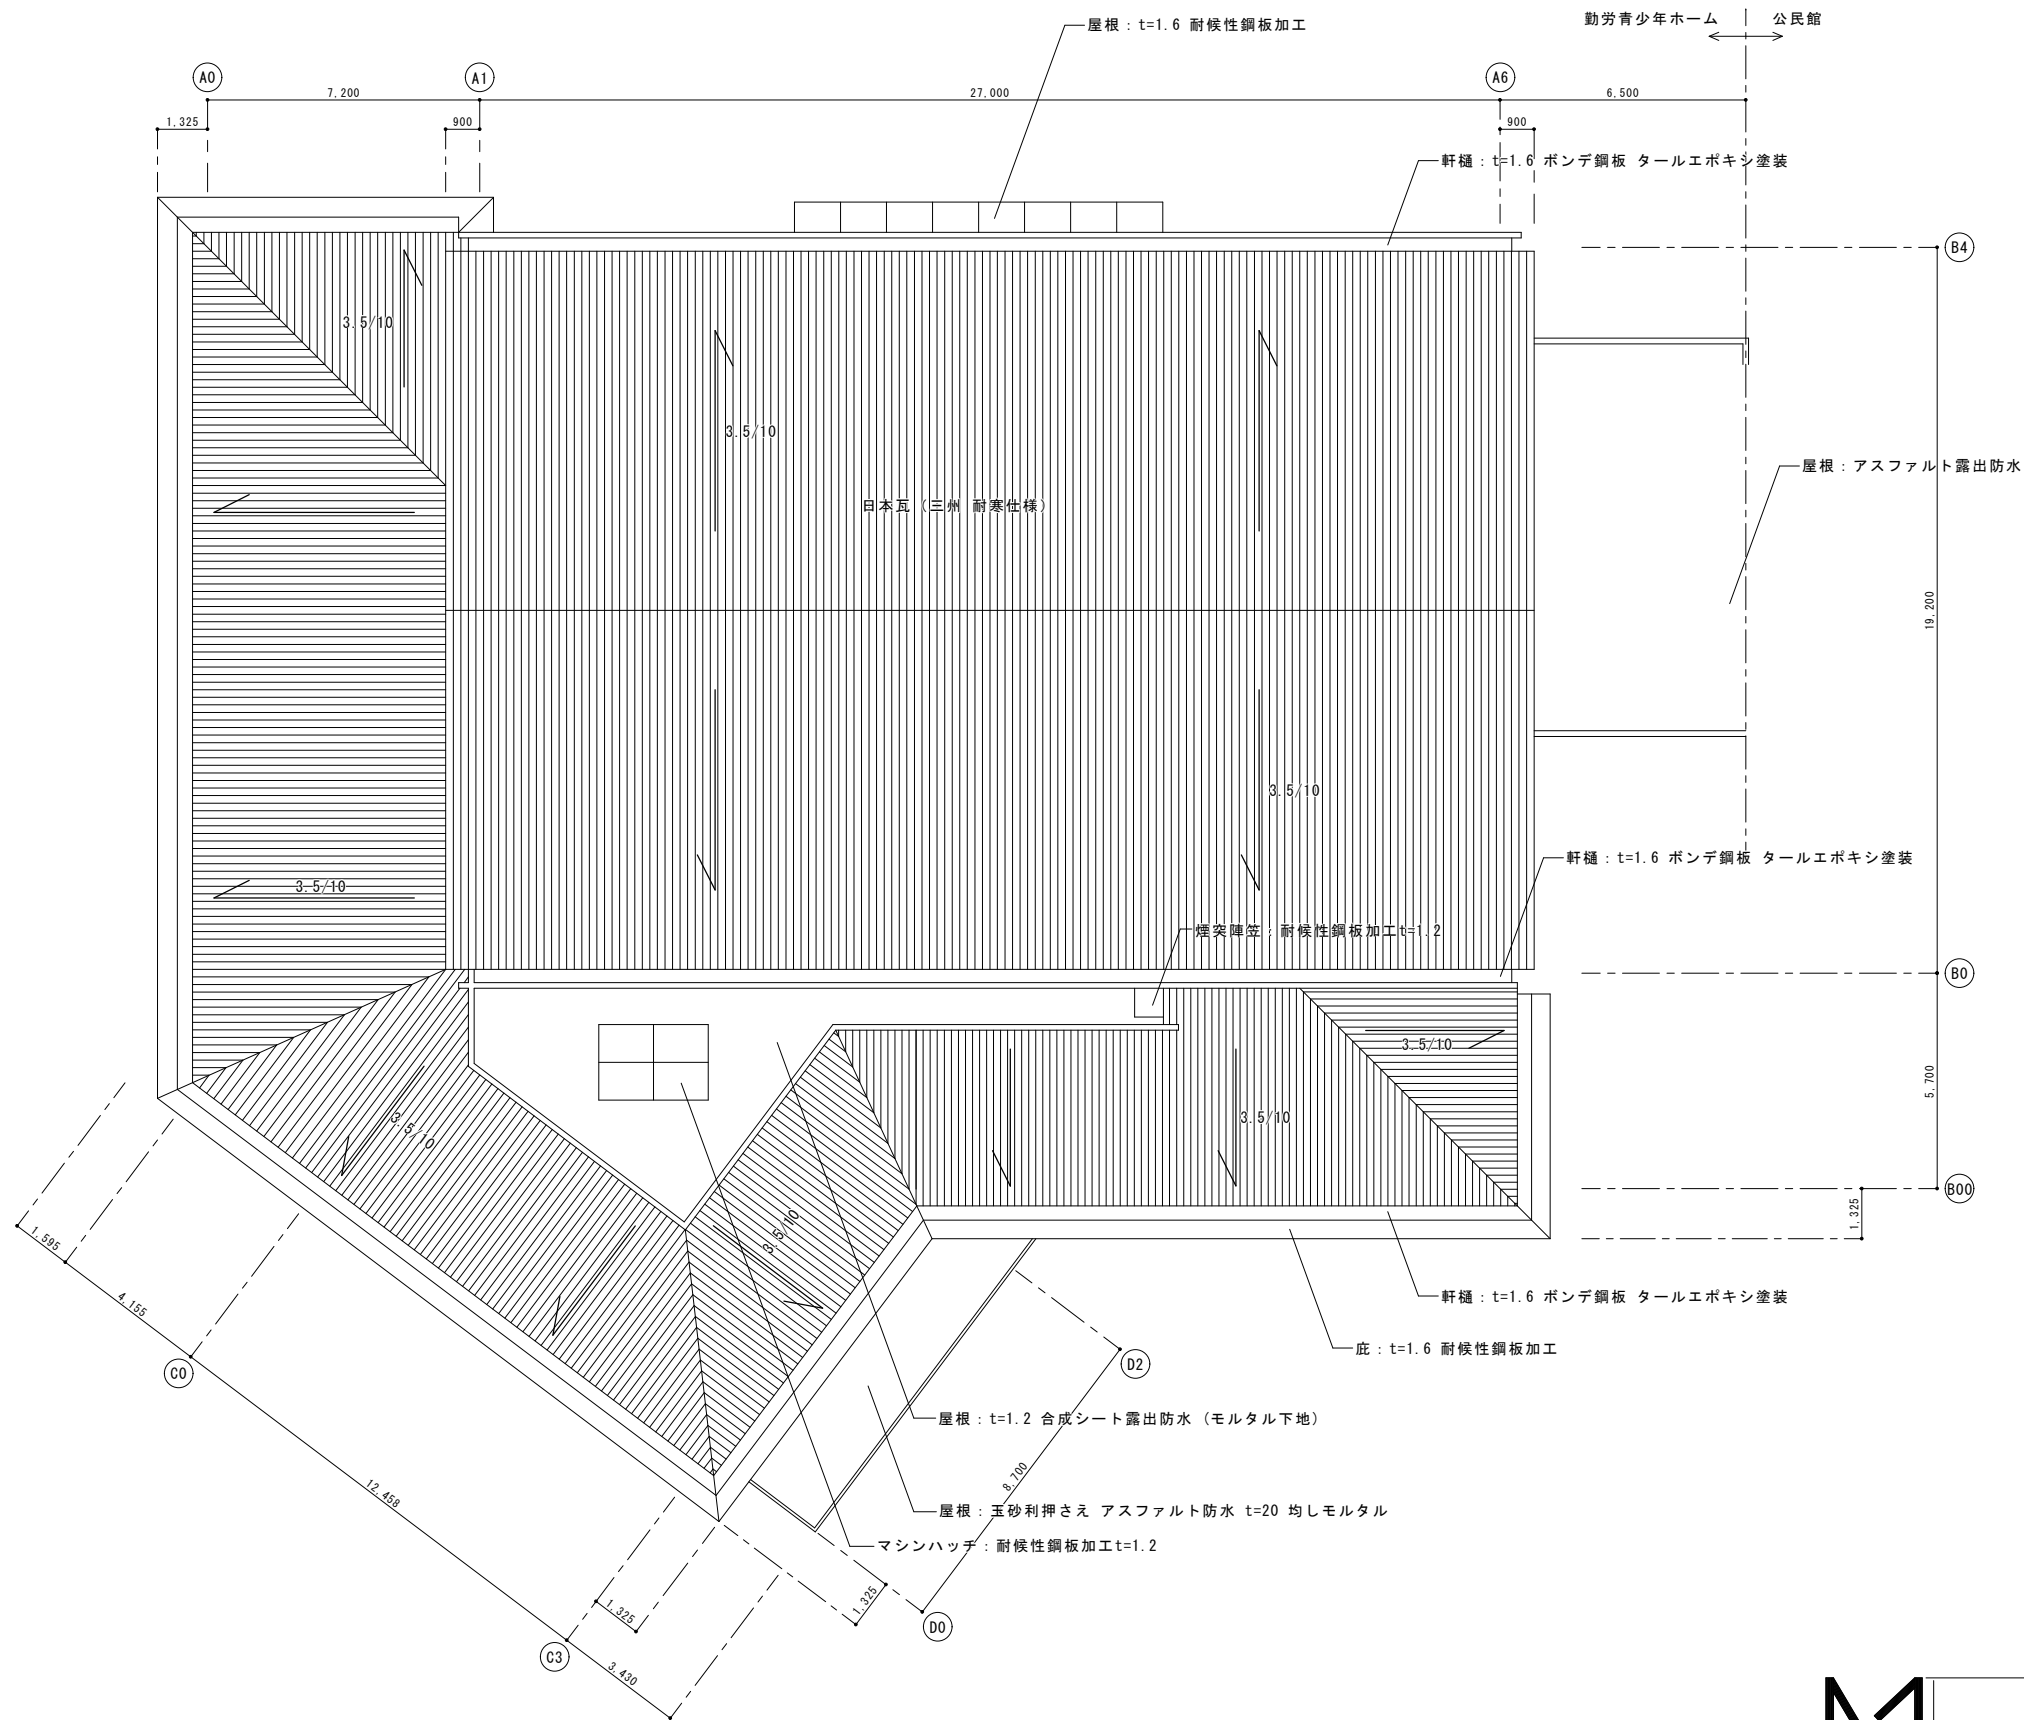 屋根：t=1.6 耐候性鋼板加工
勤労青少年ホーム
公民館
A0
A1
A6
7,200
27,000
6,500
1,325
900
900
軒樋：t=1.6 ボンデ鋼板 タールエポキシ塗装
B4
3.5/10
3.5/10
屋根：アスファルト露出防水
日本瓦（三州 耐寒仕様）
19,200
3.5/10
軒樋：t=1.6 ボンデ鋼板 タールエポキシ塗装
3.5/10
煙突陣笠：耐候性鋼板加工t=1.2
B0
3.5/10
5,700
3.5/10
3.5/10
B00
1,325
3.5/10
1,595
4,155
軒樋：t=1.6 ボンデ鋼板 タールエポキシ塗装
庇：t=1.6 耐候性鋼板加工
C0
D2
屋根：t=1.2 合成シート露出防水（モルタル下地）
8,700
12,458
屋根：玉砂利押さえ アスファルト防水 t=20 均しモルタル
マシンハッチ：耐候性鋼板加工t=1.2
1,325
1,325
D0
C3
3,430